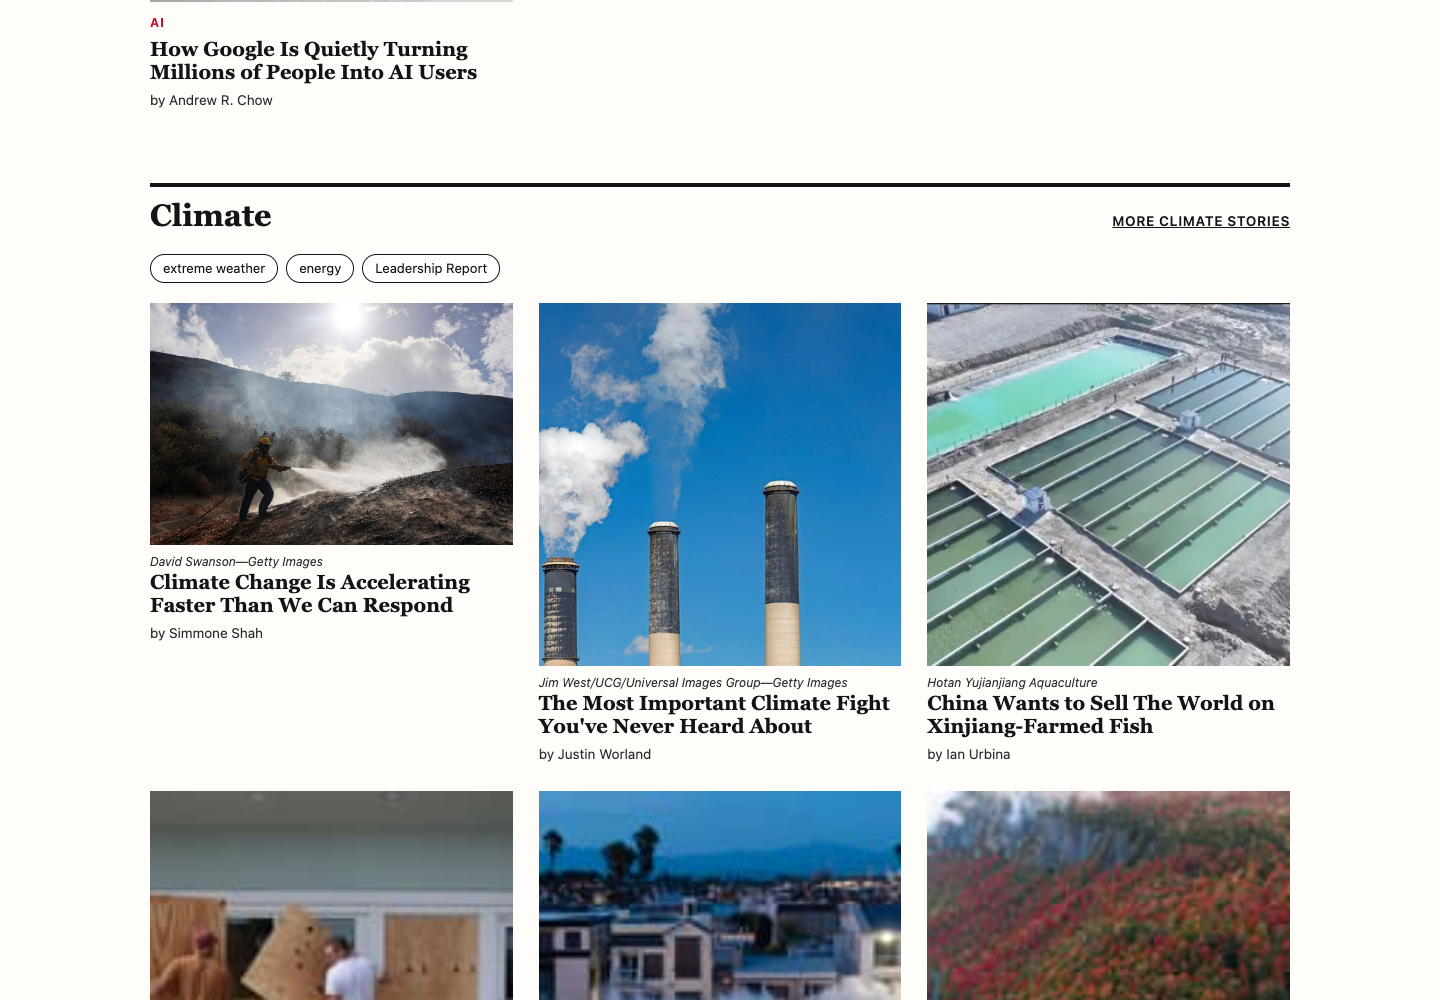 AI
How Google Is Quietly Turning
Millions of People Into AI Users
by Andrew R. Chow
Climate
MORE CLIMATE STORIES
extreme weather
energy
Leadership Report
David Swanson—Getty Images
Climate Change Is Accelerating
Faster Than We Can Respond
by Simmone Shah
Jim West/UCG/Universal Images Group—Getty Images
The Most Important Climate Fight
You've Never Heard About
by Justin Worland
Hotan Yujianjiang Aquaculture
China Wants to Sell The World on
Xinjiang-Farmed Fish
by Ian Urbina